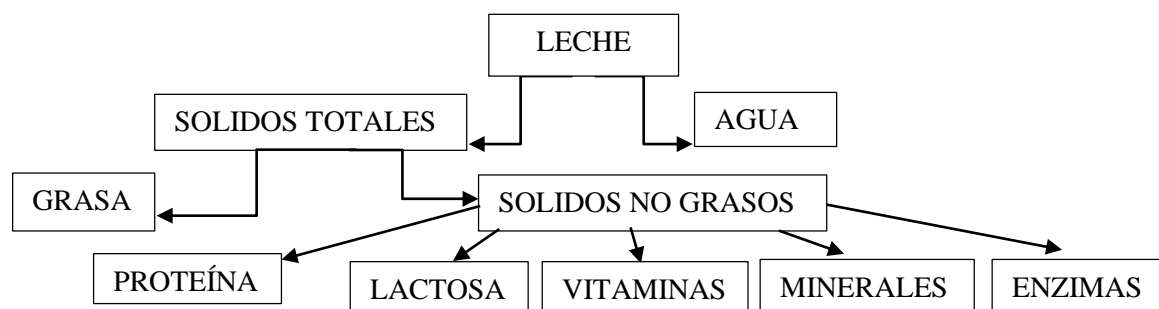 LECHE
SOLIDOS TOTALES
AGUA
GRASA
SOLIDOS NO GRASOS
PROTEÍNA
LACTOSA
VITAMINAS
MINERALES
ENZIMAS